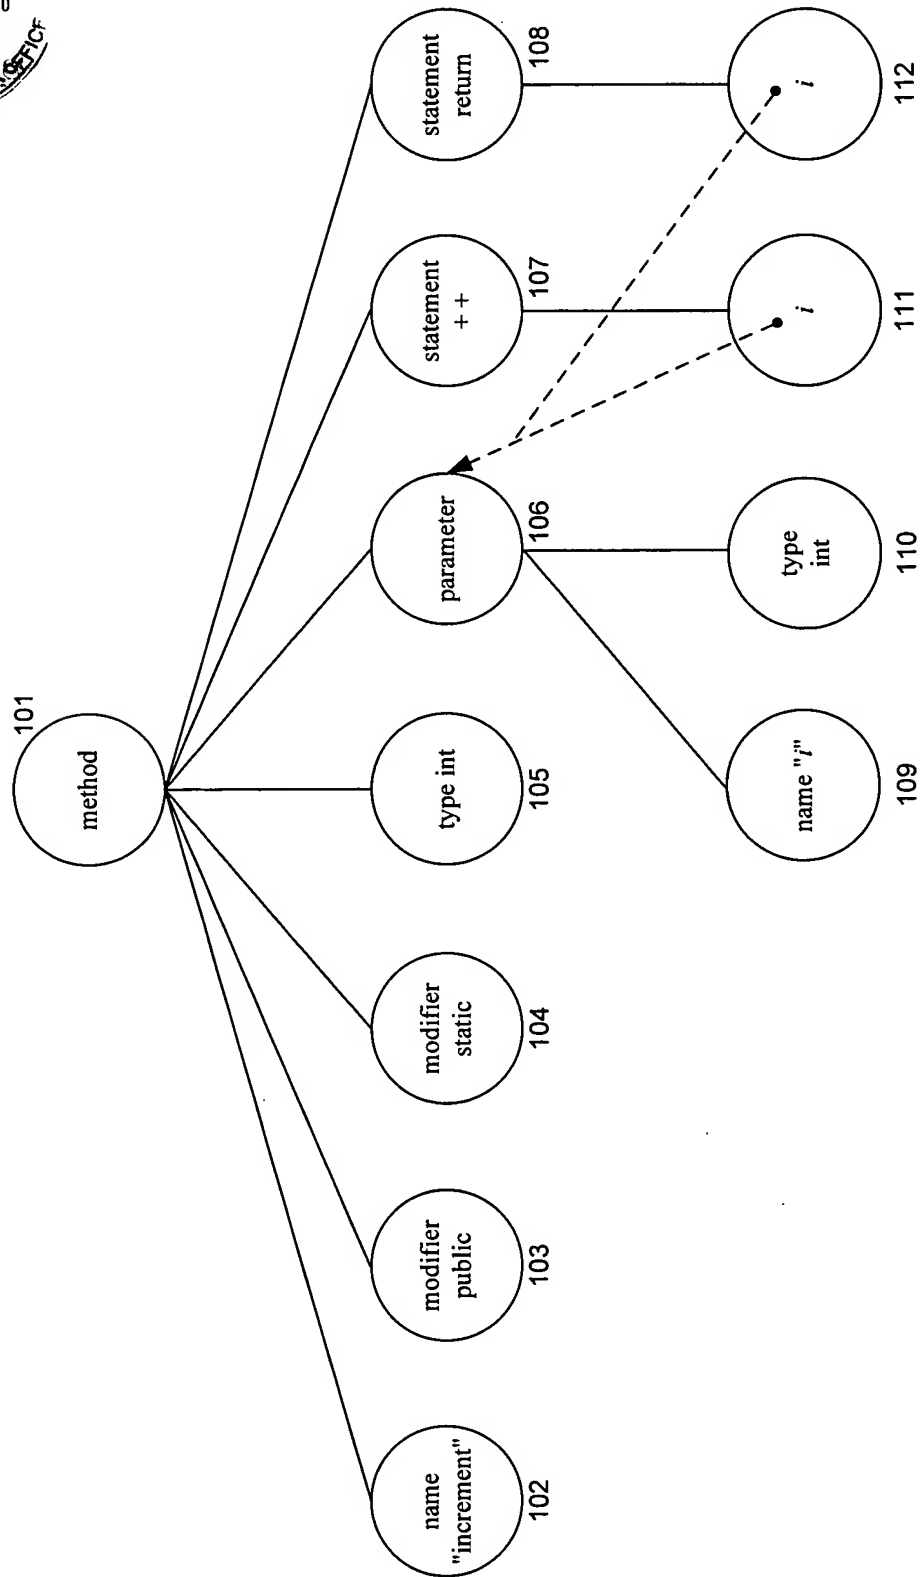 method
101
name
"increment"
102
modifier
public
103
modifier
static
104
type int
105
parameter
106
statement
++
107
statement
return
108
name "i"
109
type
int
110
i
111
i
112